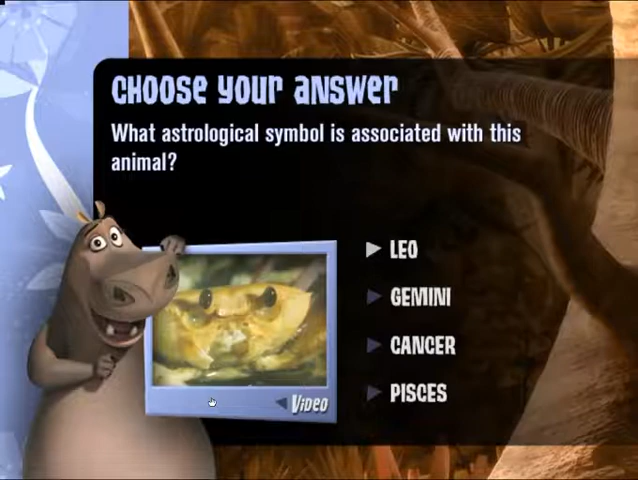 CHOOSE YOUR ANSWER
What astrological symbol is associated with this
animal?
LEO
GEMINI
CANCER
PISCES
VIDEO